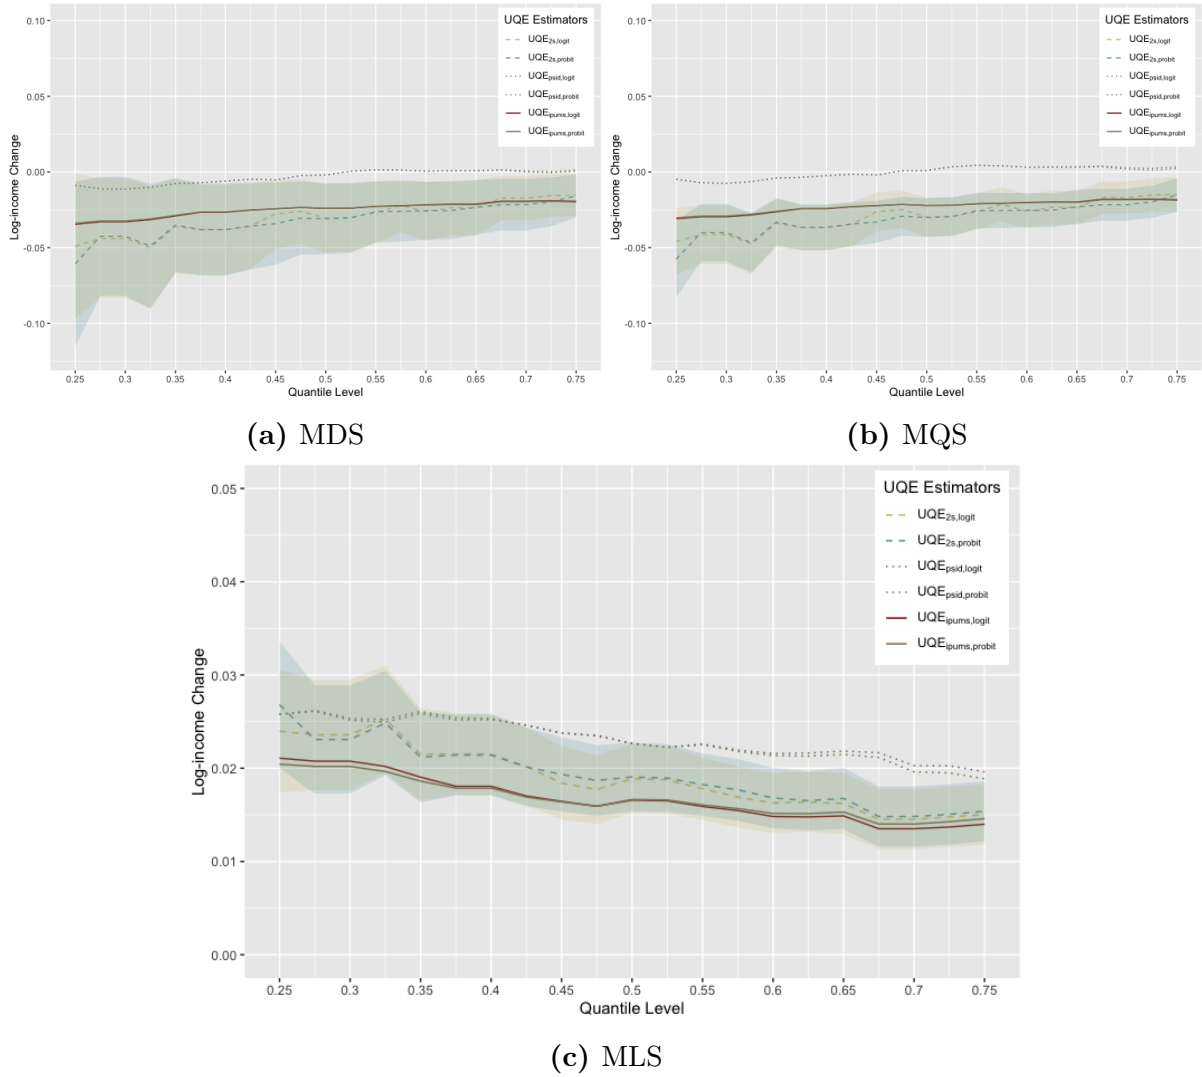 UQE Estimators
UQE2s,logit
UQE2s,probit
UQEpsid,logit
UQEpsid,probit
UQEipums,logit
UQEipums,probit
0.10
0.05
0.00
-0.05
-0.10
Log-income Change
0.25 0.3 0.35 0.4 0.45 0.5 0.55 0.6 0.65 0.7 0.75
Quantile Level
(a) MDS
UQE Estimators
UQE2s,logit
UQE2s,probit
UQEpsid,logit
UQEpsid,probit
UQEipums,logit
UQEipums,probit
0.10
0.05
0.00
-0.05
-0.10
Log-income Change
0.25 0.3 0.35 0.4 0.45 0.5 0.55 0.6 0.65 0.7 0.75
Quantile Level
(b) MQS
UQE Estimators
UQE2s,logit
UQE2s,probit
UQEpsid,logit
UQEpsid,probit
UQEipums,logit
UQEipums,probit
0.05
0.04
0.03
0.02
0.01
0.00
Log-income Change
0.25 0.3 0.35 0.4 0.45 0.5 0.55 0.6 0.65 0.7 0.75
Quantile Level
(c) MLS